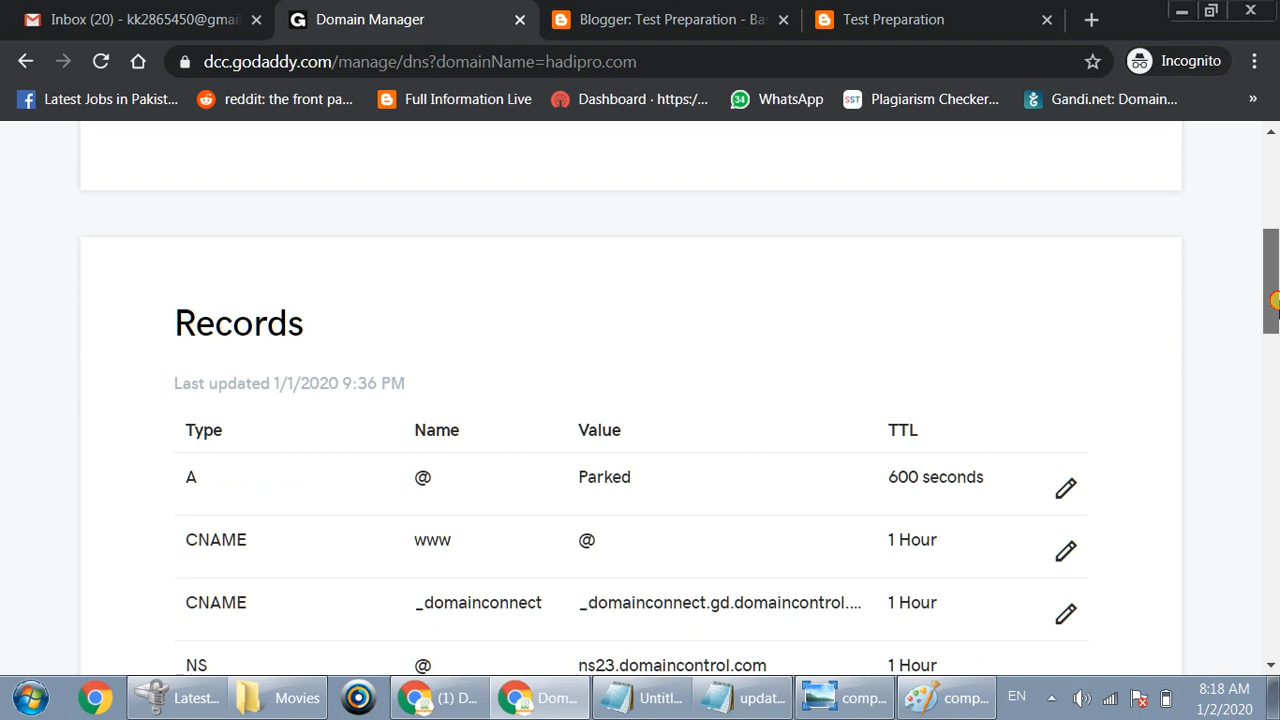 Inbox (20) - kk2865450@gmai
Domain Manager
Blogger: Test Preparation - Bas
Test Preparation
dcc.godaddy.com/manage/dns?domainName=hadipro.com
Incognito
Latest Jobs in Pakist...
reddit: the front pa...
Full Information Live
Dashboard · https:/...
34
WhatsApp
SST
Plagiarism Checker...
Gandi.net: Domain...
»
Records
Last updated 1/1/2020 9:36 PM
Type Name Value TTL
A @ Parked 600 seconds
CNAME www @ 1 Hour
CNAME _domainconnect _domainconnect.gd.domaincontrol.... 1 Hour
NS @ ns23.domaincontrol.com 1 Hour
Latest...
Movies
(1) D...
Dom...
Untitl...
updat...
comp...
comp...
EN
8:18 AM
1/2/2020